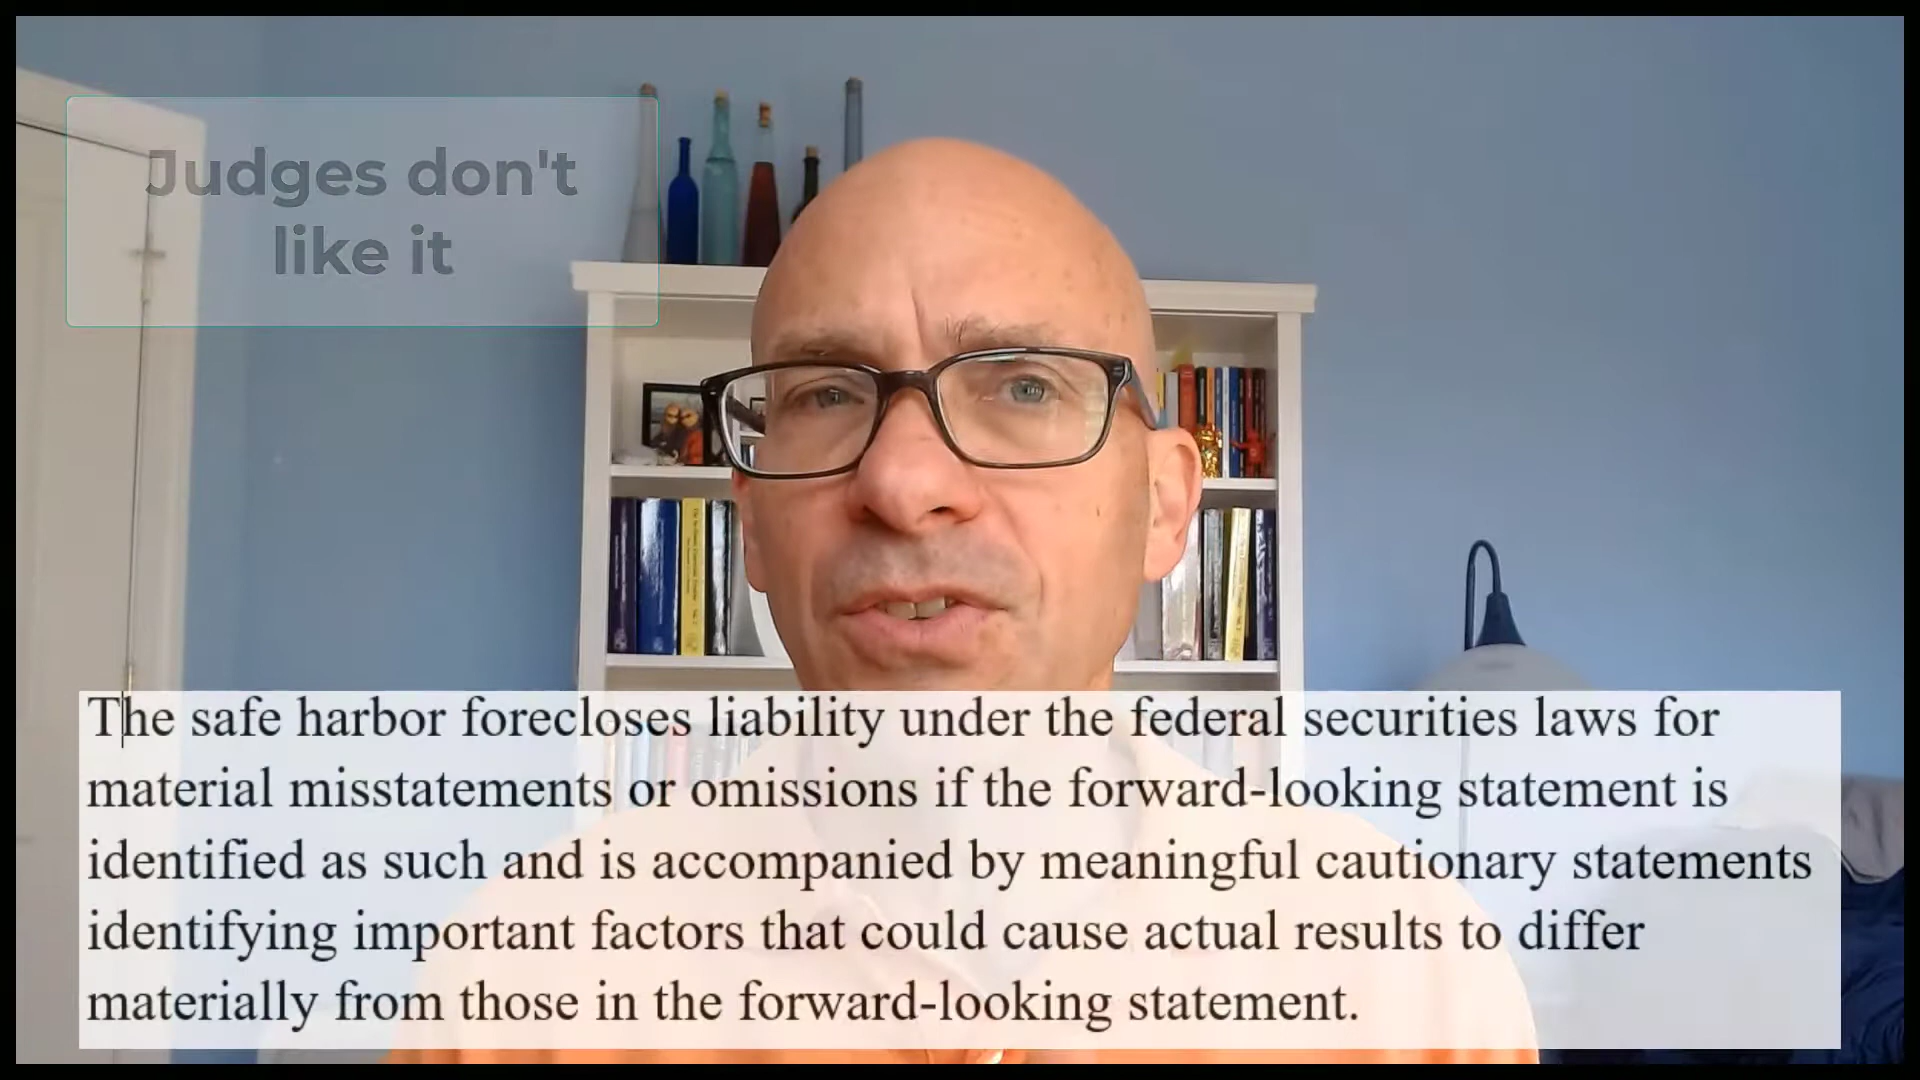 Judges don't
like it
The safe harbor forecloses liability under the federal securities laws for
material misstatements or omissions if the forward-looking statement is
identified as such and is accompanied by meaningful cautionary statements
identifying important factors that could cause actual results to differ
materially from those in the forward-looking statement.